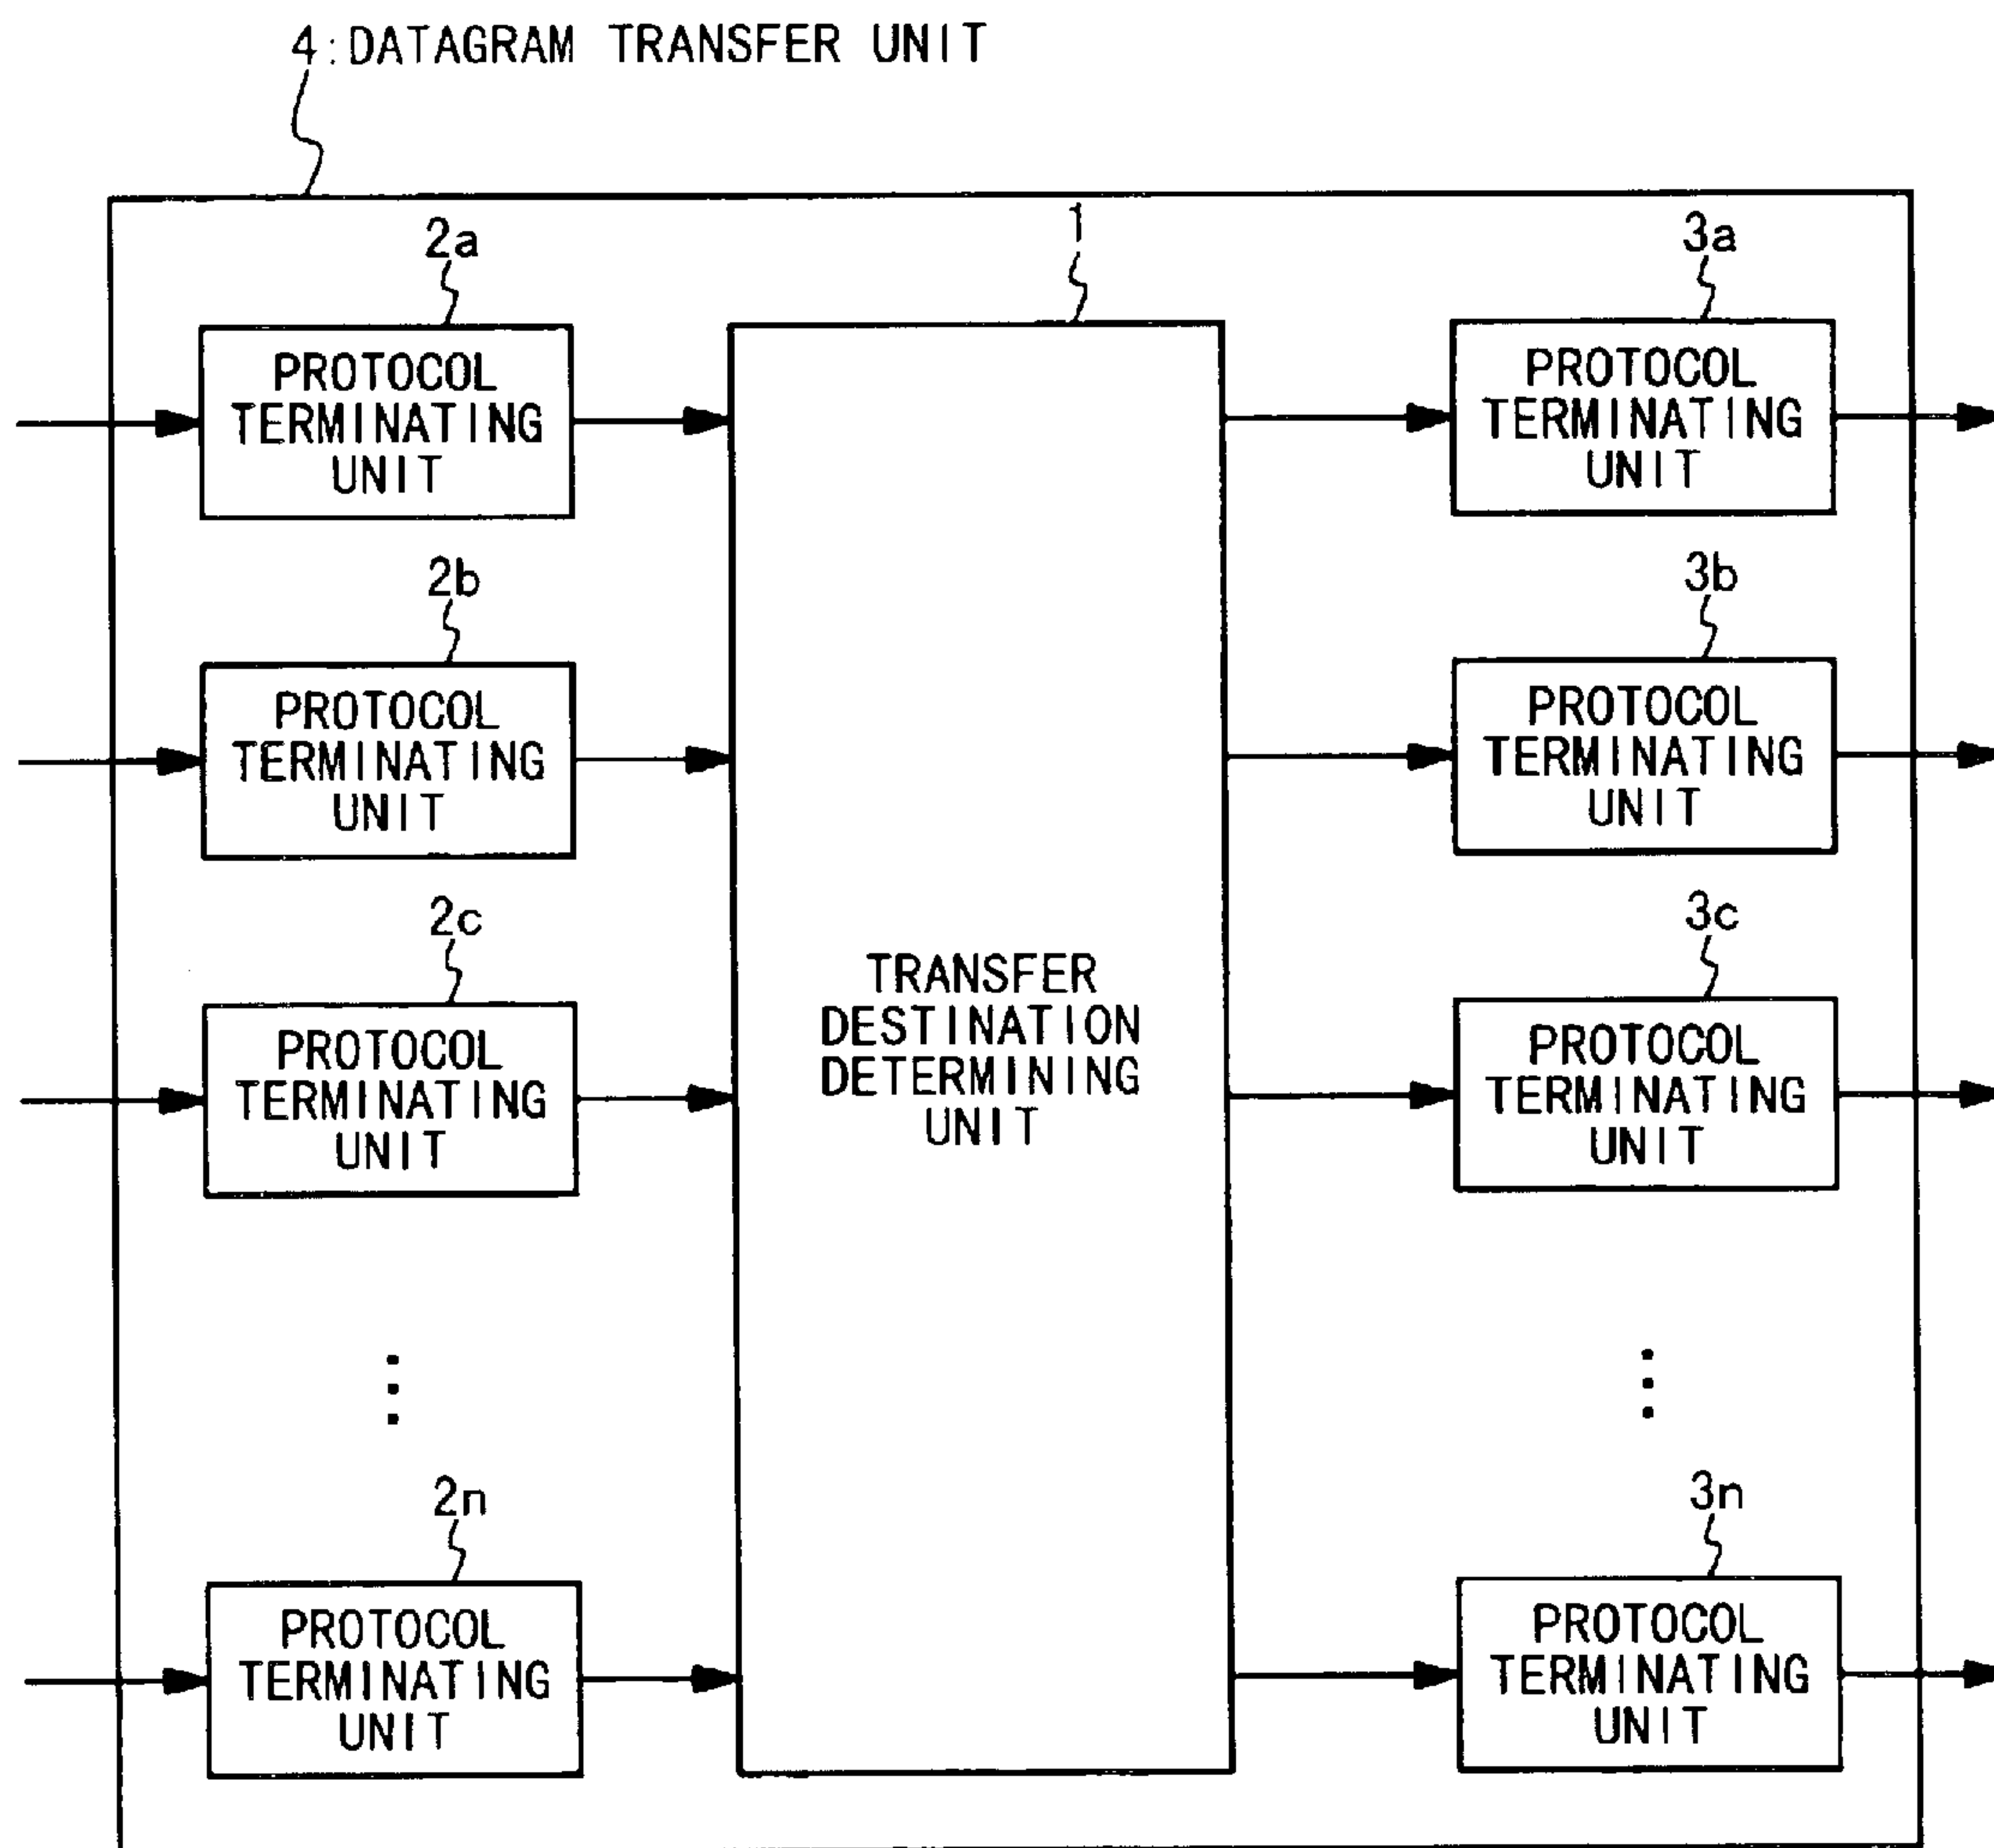 4:DATAGRAM TRANSFER UNIT
1
2a
3a
PROTOCOL
TERMINATING
UNIT
PROTOCOL
TERMINATING
UNIT
2b
3b
PROTOCOL
TERMINATING
UNIT
PROTOCOL
TERMINATING
UNIT
2c
3c
TRANSFER
DESTINATION
DETERMINING
UNIT
PROTOCOL
TERMINATING
UNIT
PROTOCOL
TERMINATING
UNIT
2n
3n
PROTOCOL
TERMINATING
UNIT
PROTOCOL
TERMINATING
UNIT